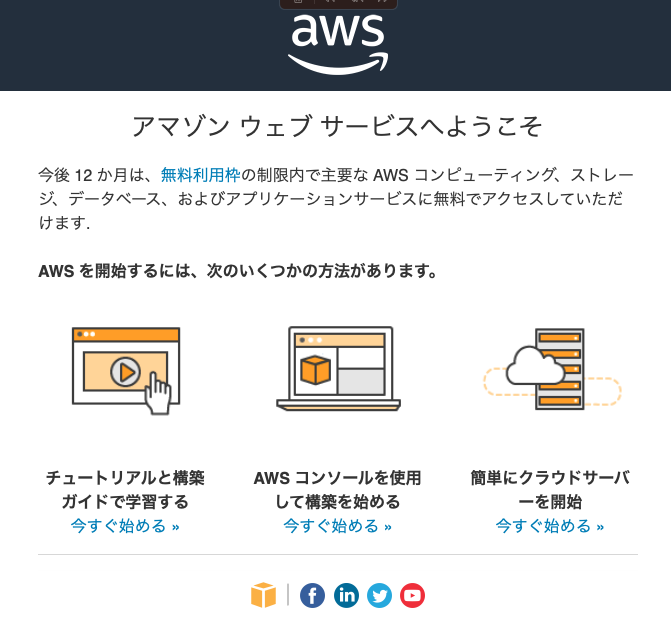 aws
アマゾン ウェブ サービスへようこそ
今後 12 か月は、無料利用枠の制限内で主要な AWS コンピューティング、ストレー
ジ、データベース、およびアプリケーションサービスに無料でアクセスしていただ
けます.
AWS を開始するには、次のいくつかの方法があります。
チュートリアルと構築
ガイドで学習する
今すぐ始める »
AWS コンソールを使用
して構築を始める
今すぐ始める »
簡単にクラウドサーバ
ーを開始
今すぐ始める »